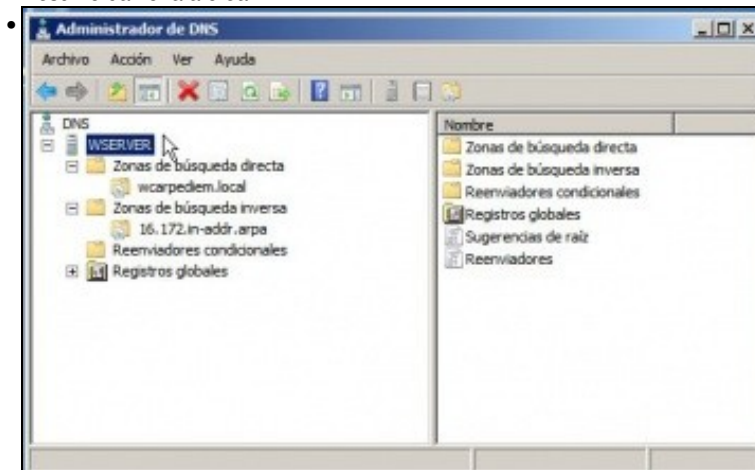 Administrador de DNS
Archivo Acción Ver Ayuda
DNS
WSERVER
Zonas de búsqueda directa
wcarpediem.local
Zonas de búsqueda inversa
16.172.in-addr.arpa
Reenviadores condicionales
Registros globales
Nombre
Zonas de búsqueda directa
Zonas de búsqueda inversa
Reenviadores condicionales
Registros globales
Sugerencias de raíz
Reenviadores